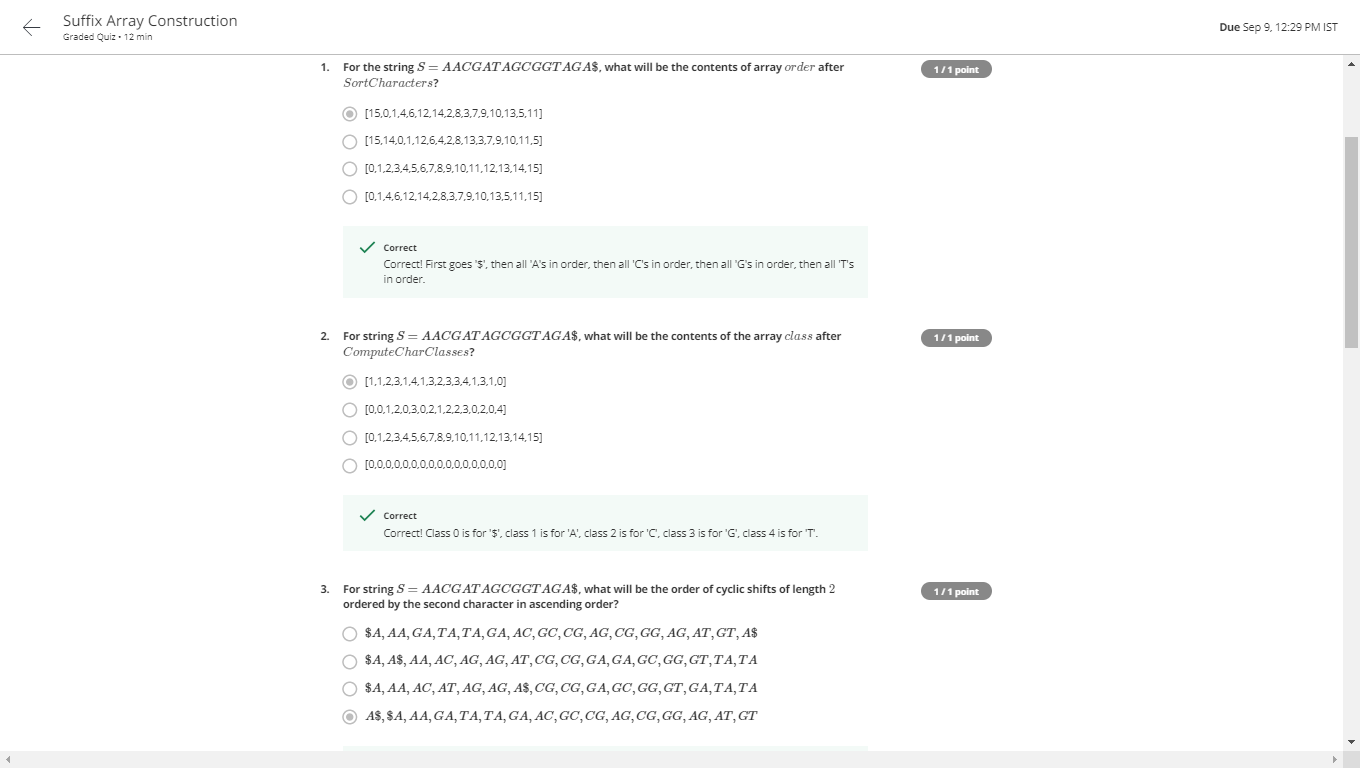 Suffix Array Construction
Graded Quiz • 12 min
Due Sep 9, 12:29 PM IST
1. For the string S = AACGATAGCGGTAGA$, what will be the contents of array order after
SortCharacters?
1 / 1 point
[15,0,1,4,6,12,14,2,8,3,7,9,10,13,5,11]
[15,14,0,1,12,6,4,2,8,13,3,7,9,10,11,5]
[0,1,2,3,4,5,6,7,8,9,10,11,12,13,14,15]
[0,1,4,6,12,14,2,8,3,7,9,10,13,5,11,15]
Correct
Correct! First goes '$', then all 'A's in order, then all 'C's in order, then all 'G's in order, then all 'T's
in order.
2. For string S = AACGATAGCGGTAGA$, what will be the contents of the array class after
ComputeCharClasses?
1 / 1 point
[1,1,2,3,1,4,1,3,2,3,3,4,1,3,1,0]
[0,0,1,2,0,3,0,2,1,2,2,3,0,2,0,4]
[0,1,2,3,4,5,6,7,8,9,10,11,12,13,14,15]
[0,0,0,0,0,0,0,0,0,0,0,0,0,0,0,0]
Correct
Correct! Class 0 is for '$', class 1 is for 'A', class 2 is for 'C', class 3 is for 'G', class 4 is for 'T'.
3. For string S = AACGATAGCGGTAGA$, what will be the order of cyclic shifts of length 2
ordered by the second character in ascending order?
1 / 1 point
$A, AA, GA, TA, TA, GA, AC, GC, CG, AG, CG, GG, AG, AT, GT, A$
$A, A$, AA, AC, AG, AG, AT, CG, CG, GA, GA, GC, GG, GT, TA, TA
$A, AA, AC, AT, AG, AG, A$, CG, CG, GA, GC, GG, GT, GA, TA, TA
A$, $A, AA, GA, TA, TA, GA, AC, GC, CG, AG, CG, GG, AG, AT, GT